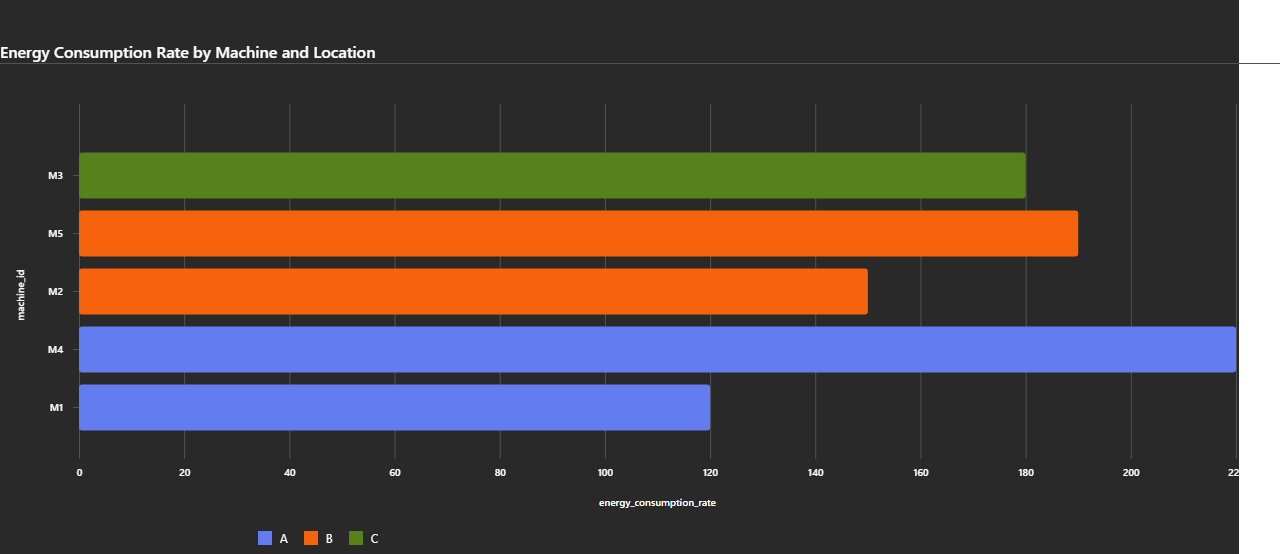 Energy Consumption Rate by Machine and Location
M3
M5
M2
M4
M1
machine_id
0 20 40 60 80 100 120 140 160 180 200 22
energy_consumption_rate
A B C